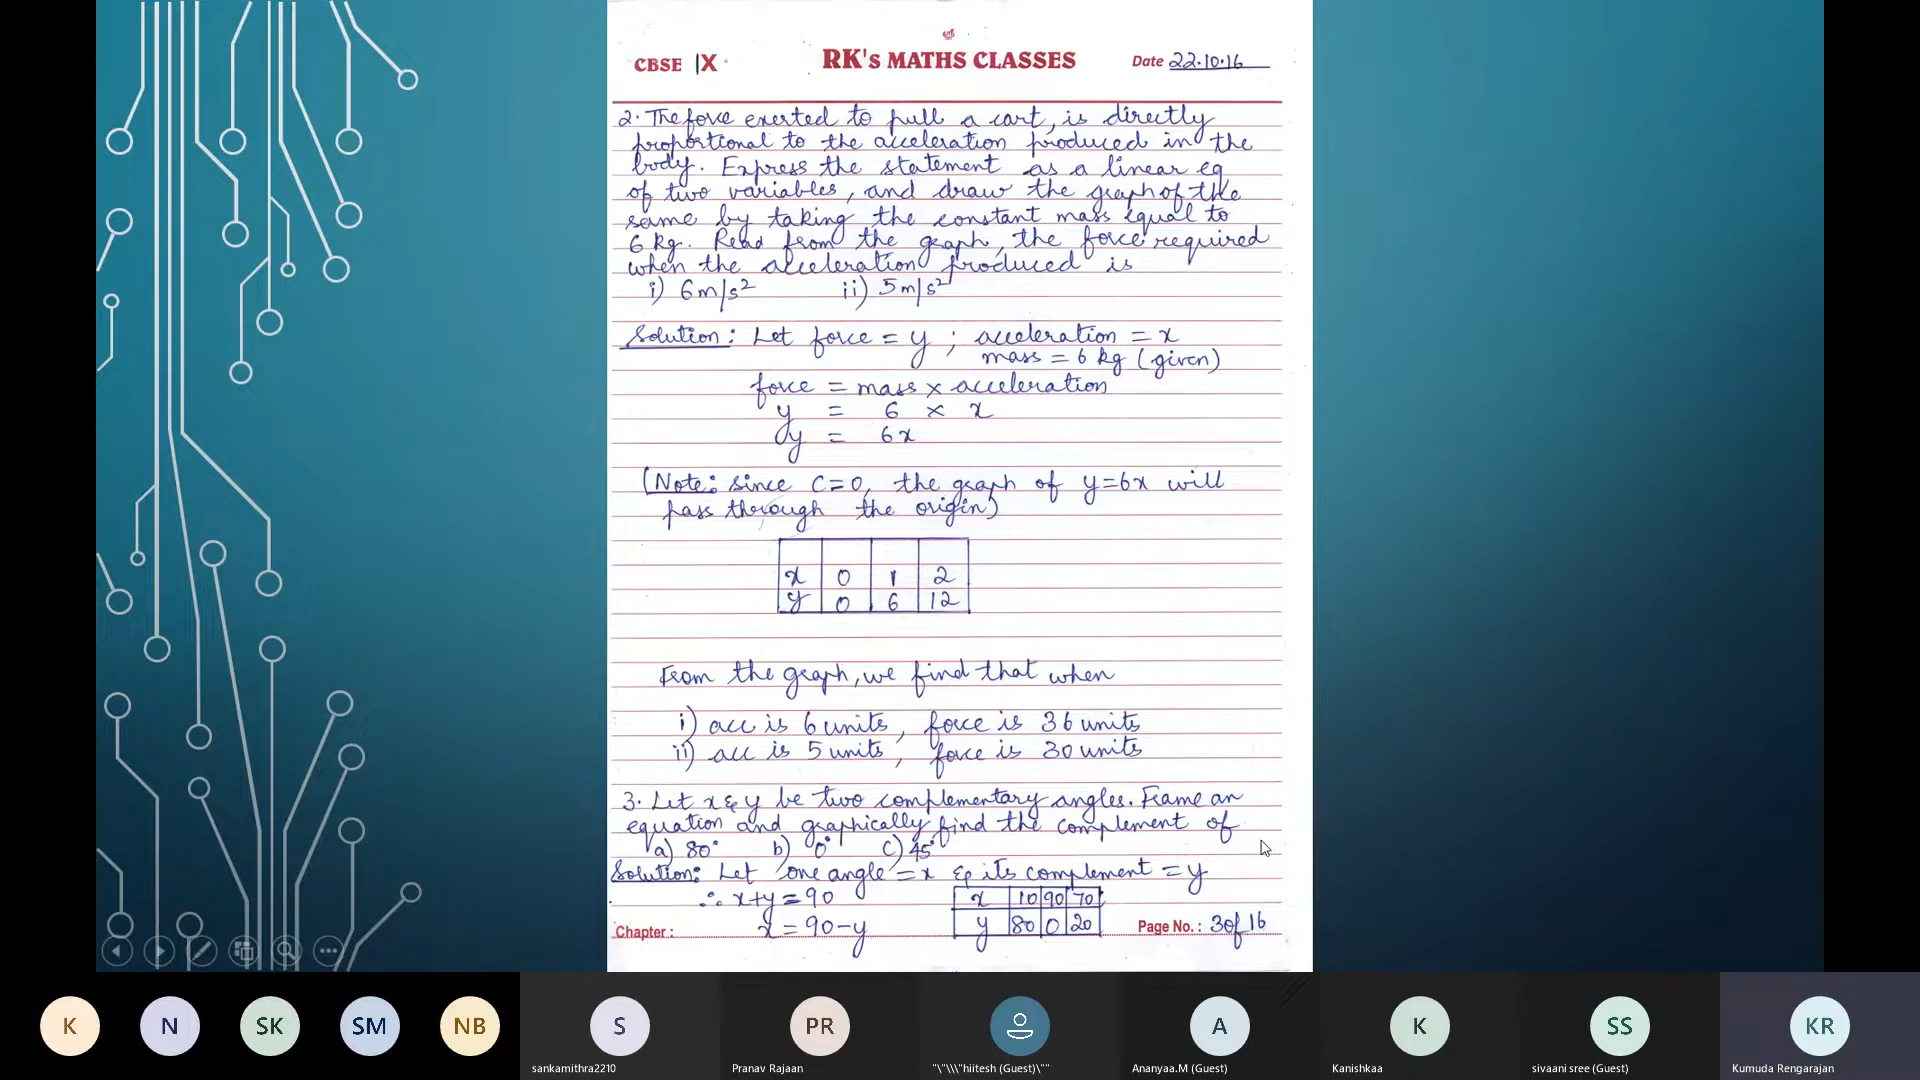 CBSE IX
RK's MATHS CLASSES
Date 22.10.16
2. The force exerted to pull a cart, is directly
proportional to the acceleration produced in the
body. Express the statement as a linear eq
of two variables, and draw the graph of the
same by taking the constant mass equal to
6 kg. Read from the graph, the force required
when the acceleration produced is
i) 6m/s² ii) 5m/s²
Solution: Let force = y ; acceleration = x
mass = 6 kg (given)
force = mass × acceleration
y = 6 × x
y = 6x
(Note: since C=0, the graph of y=6x will
pass through the origin)
x 0 1 2
y 0 6 12
From the graph, we find that when
i) acc is 6 units, force is 36 units
ii) acc is 5 units, force is 30 units
3. Let x & y be two complementary angles. Frame an
equation and graphically find the complement of
a) 80° b) 0° c) 45°
Solution: Let one angle = x & its complement = y
∴ x+y=90
x = 90-y
x 10 90 70
y 80 0 20
Chapter :
Page No. : 3 of 16
K
N
SK
SM
NB
S
PR
A
K
SS
KR
sankamithra2210
Pranav Rajaan
"\"\\\"hiitesh (Guest)\""
Ananyaa.M (Guest)
Kanishkaa
sivaani sree (Guest)
Kumuda Rengarajan